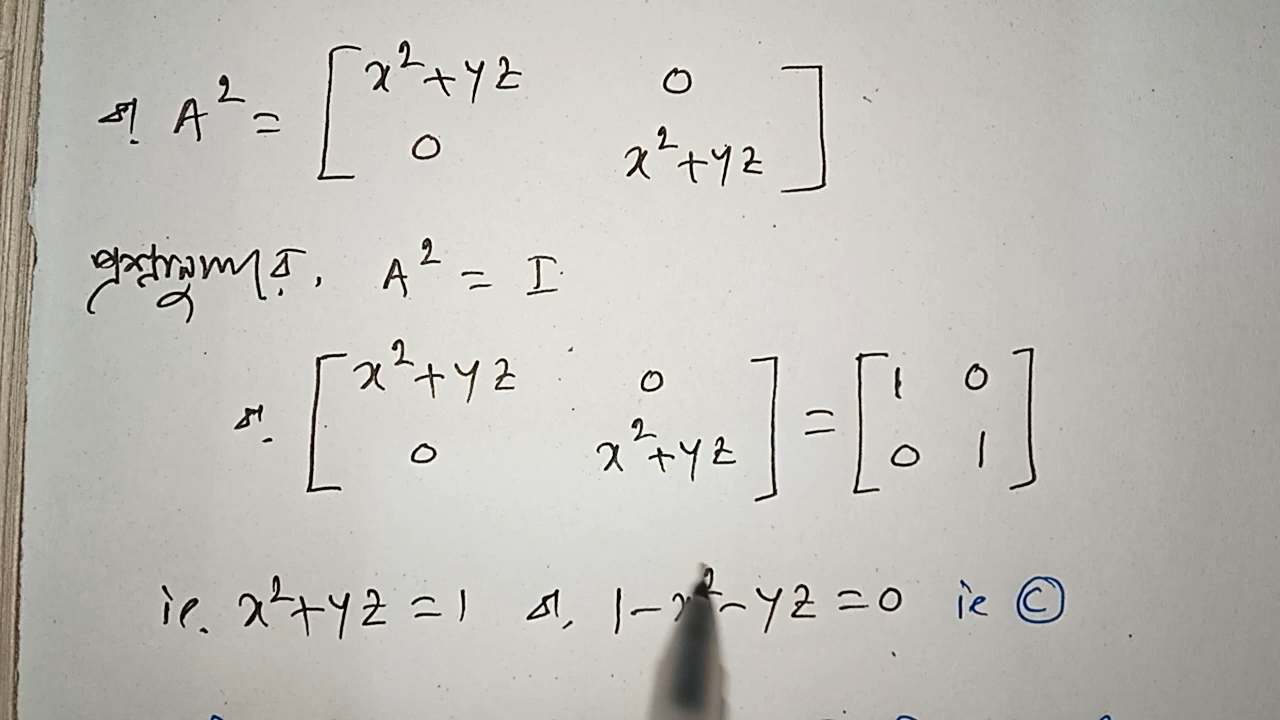 বা, A² = [ x²+yz 0
0 x²+yz ]
প্রশ্নানুসারে, A² = I
বা, [ x²+yz 0
0 x²+yz ] = [ 1 0
0 1 ]
ie. x²+yz = 1 বা, 1-x²-yz = 0 ie Ⓒ